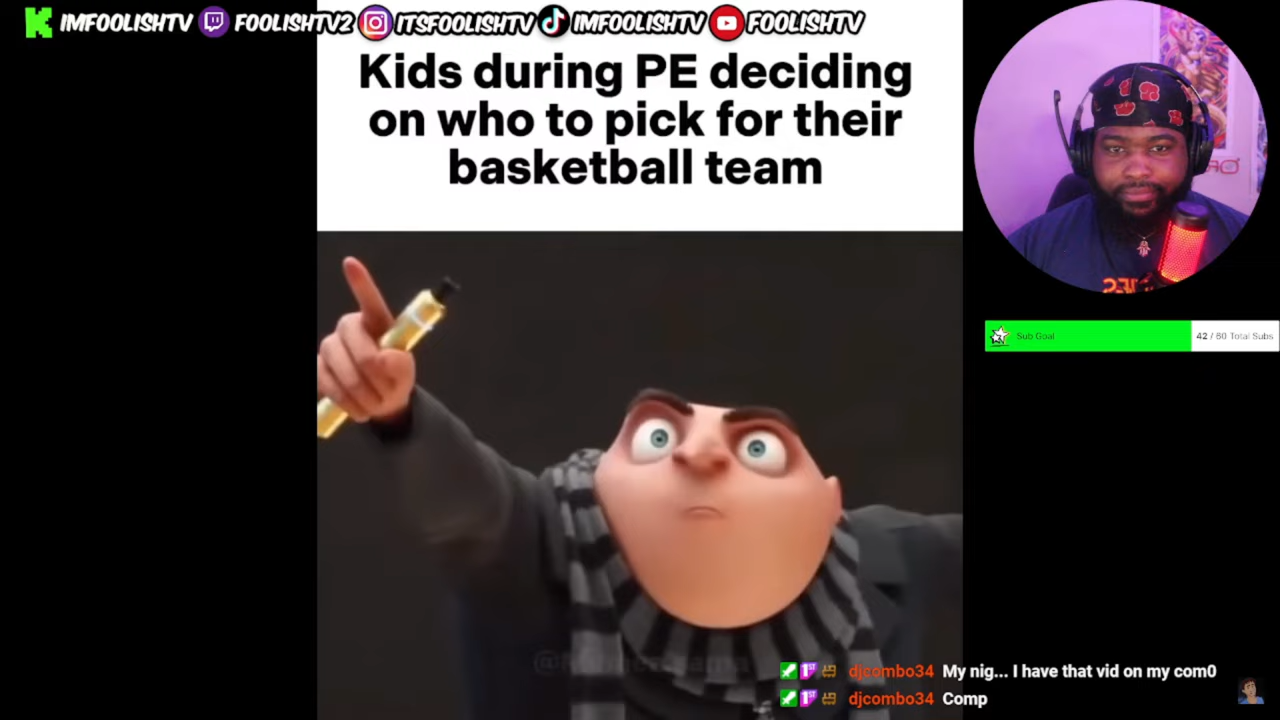 IMFOOLISHTV FOOLISHTV2 ITSFOOLISHTV IMFOOLISHTV FOOLISHTV
Kids during PE deciding
on who to pick for their
basketball team
Sub Goal 42 / 60 Total Subs
djcombo34 My nig... I have that vid on my com0
djcombo34 Comp